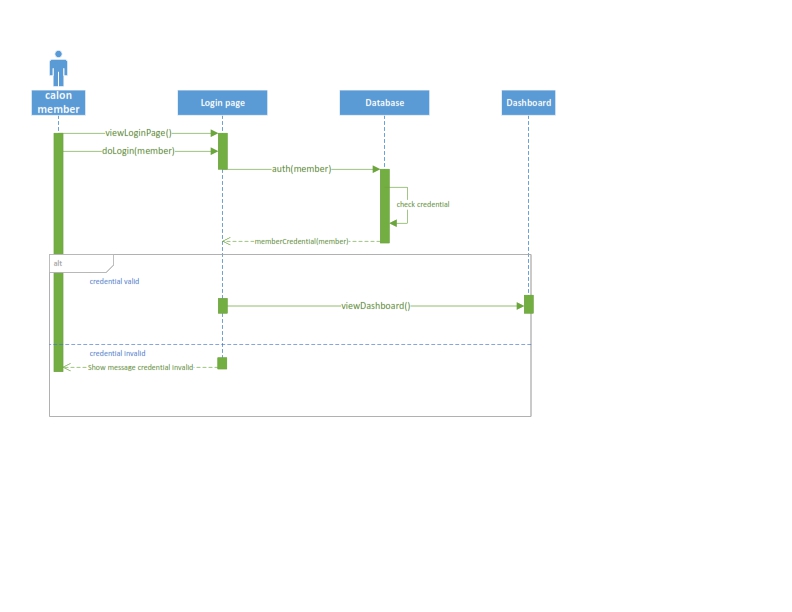 calon
member
Login page
Database
Dashboard
viewLoginPage()
doLogin(member)
auth(member)
check credential
memberCredential(member)
alt
credential valid
viewDashboard()
credential invalid
Show message credential invalid